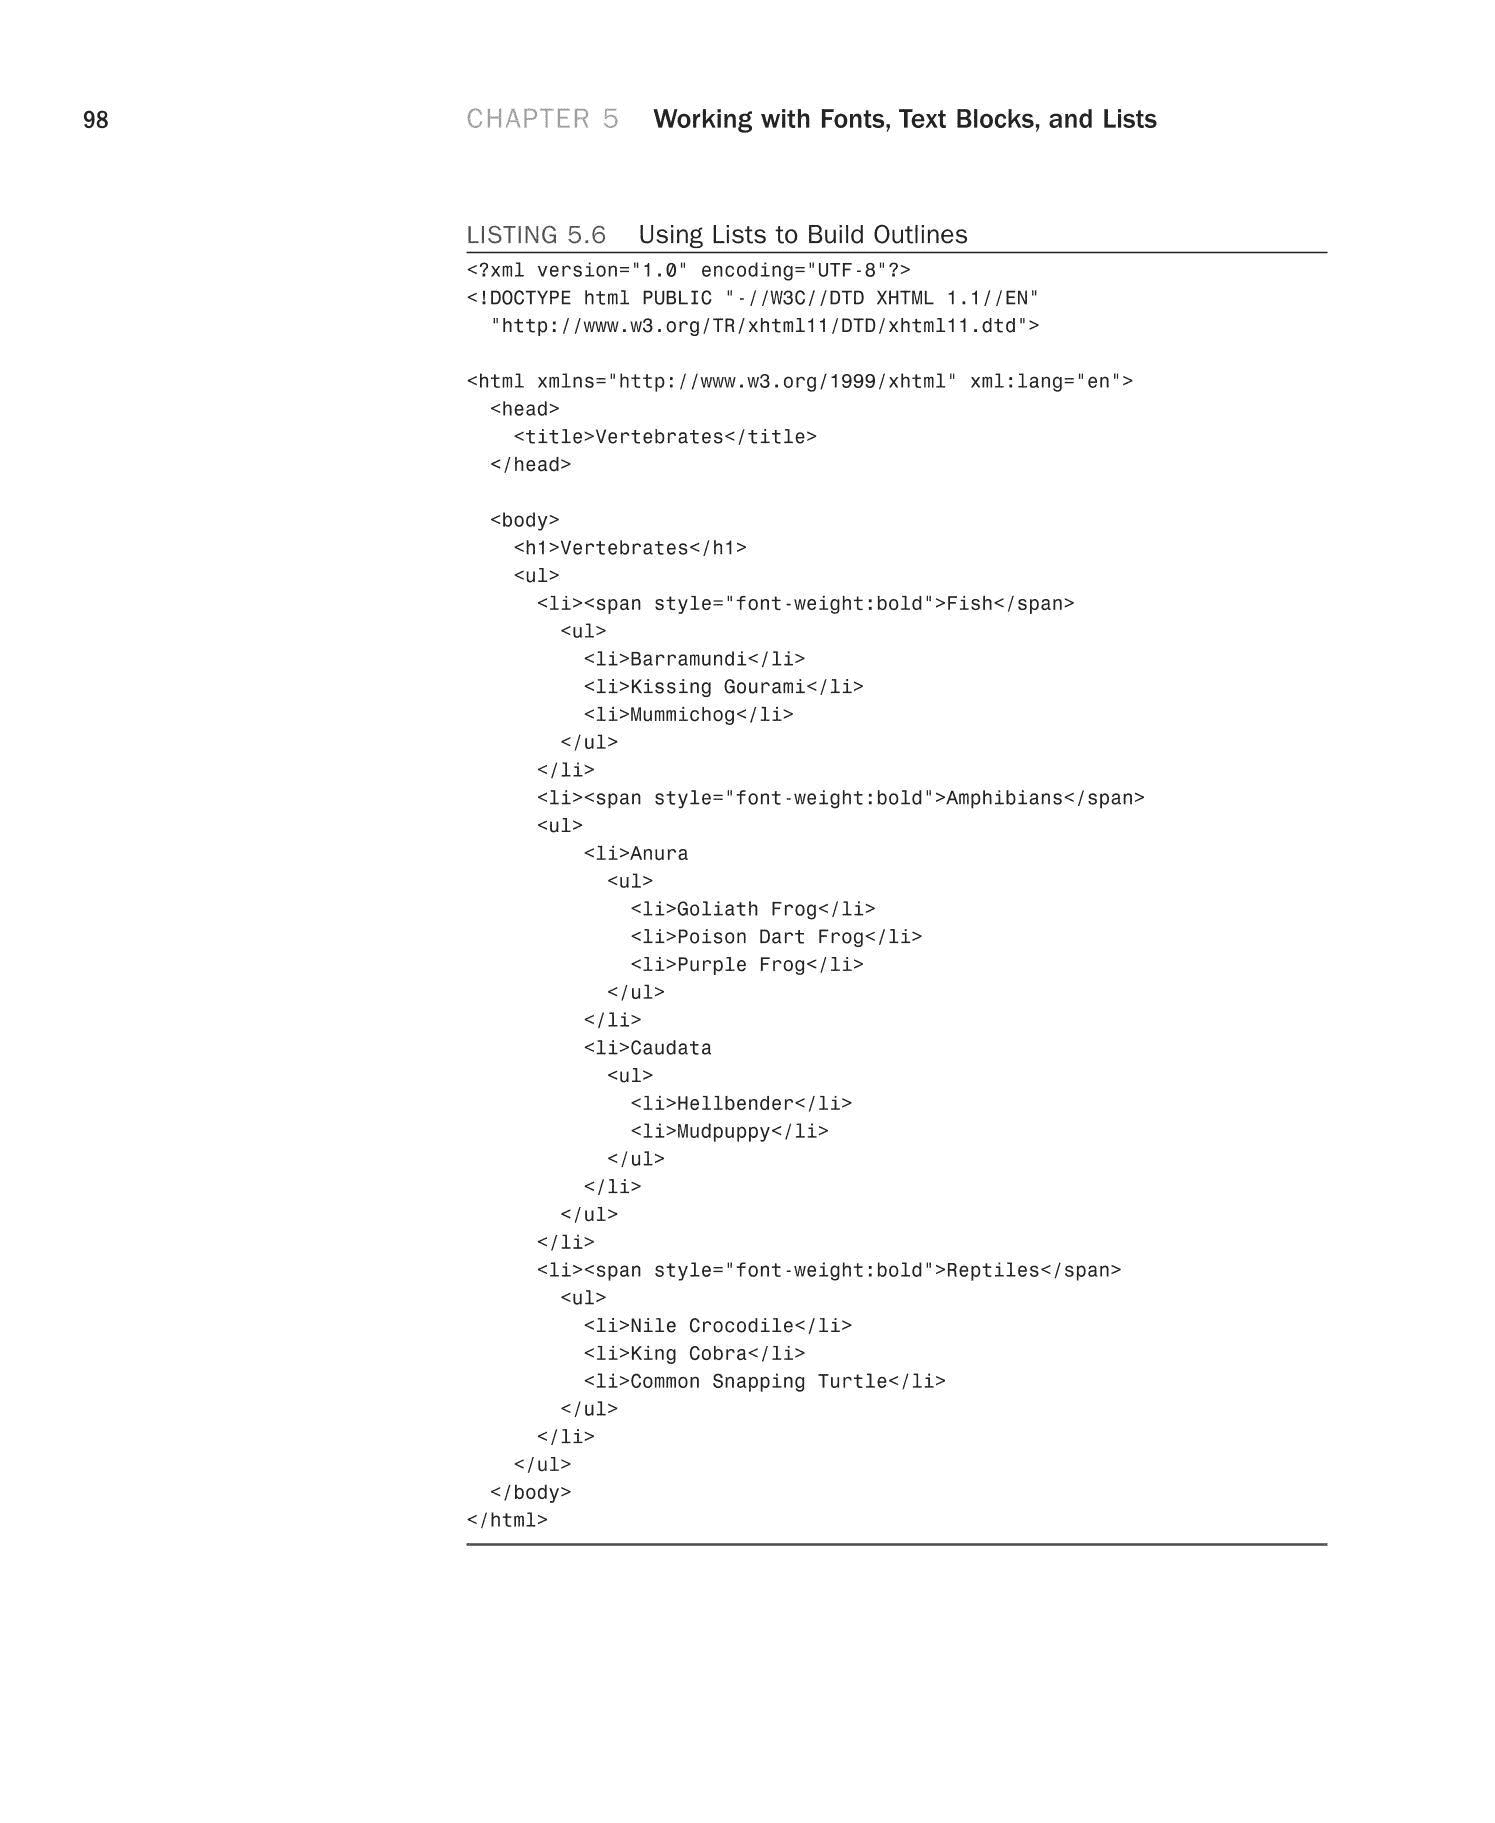 98
CHAPTER 5 Working with Fonts, Text Blocks, and Lists
LISTING 5.6 Using Lists to Build Outlines
<?xml version="1.0" encoding="UTF-8"?>
<!DOCTYPE html PUBLIC "-//W3C//DTD XHTML 1.1//EN"
  "http://www.w3.org/TR/xhtml11/DTD/xhtml11.dtd">

<html xmlns="http://www.w3.org/1999/xhtml" xml:lang="en">
  <head>
    <title>Vertebrates</title>
  </head>

  <body>
    <h1>Vertebrates</h1>
    <ul>
      <li><span style="font-weight:bold">Fish</span>
        <ul>
          <li>Barramundi</li>
          <li>Kissing Gourami</li>
          <li>Mummichog</li>
        </ul>
      </li>
      <li><span style="font-weight:bold">Amphibians</span>
      <ul>
          <li>Anura
            <ul>
              <li>Goliath Frog</li>
              <li>Poison Dart Frog</li>
              <li>Purple Frog</li>
            </ul>
          </li>
          <li>Caudata
            <ul>
              <li>Hellbender</li>
              <li>Mudpuppy</li>
            </ul>
          </li>
        </ul>
      </li>
      <li><span style="font-weight:bold">Reptiles</span>
        <ul>
          <li>Nile Crocodile</li>
          <li>King Cobra</li>
          <li>Common Snapping Turtle</li>
        </ul>
      </li>
    </ul>
  </body>
</html>